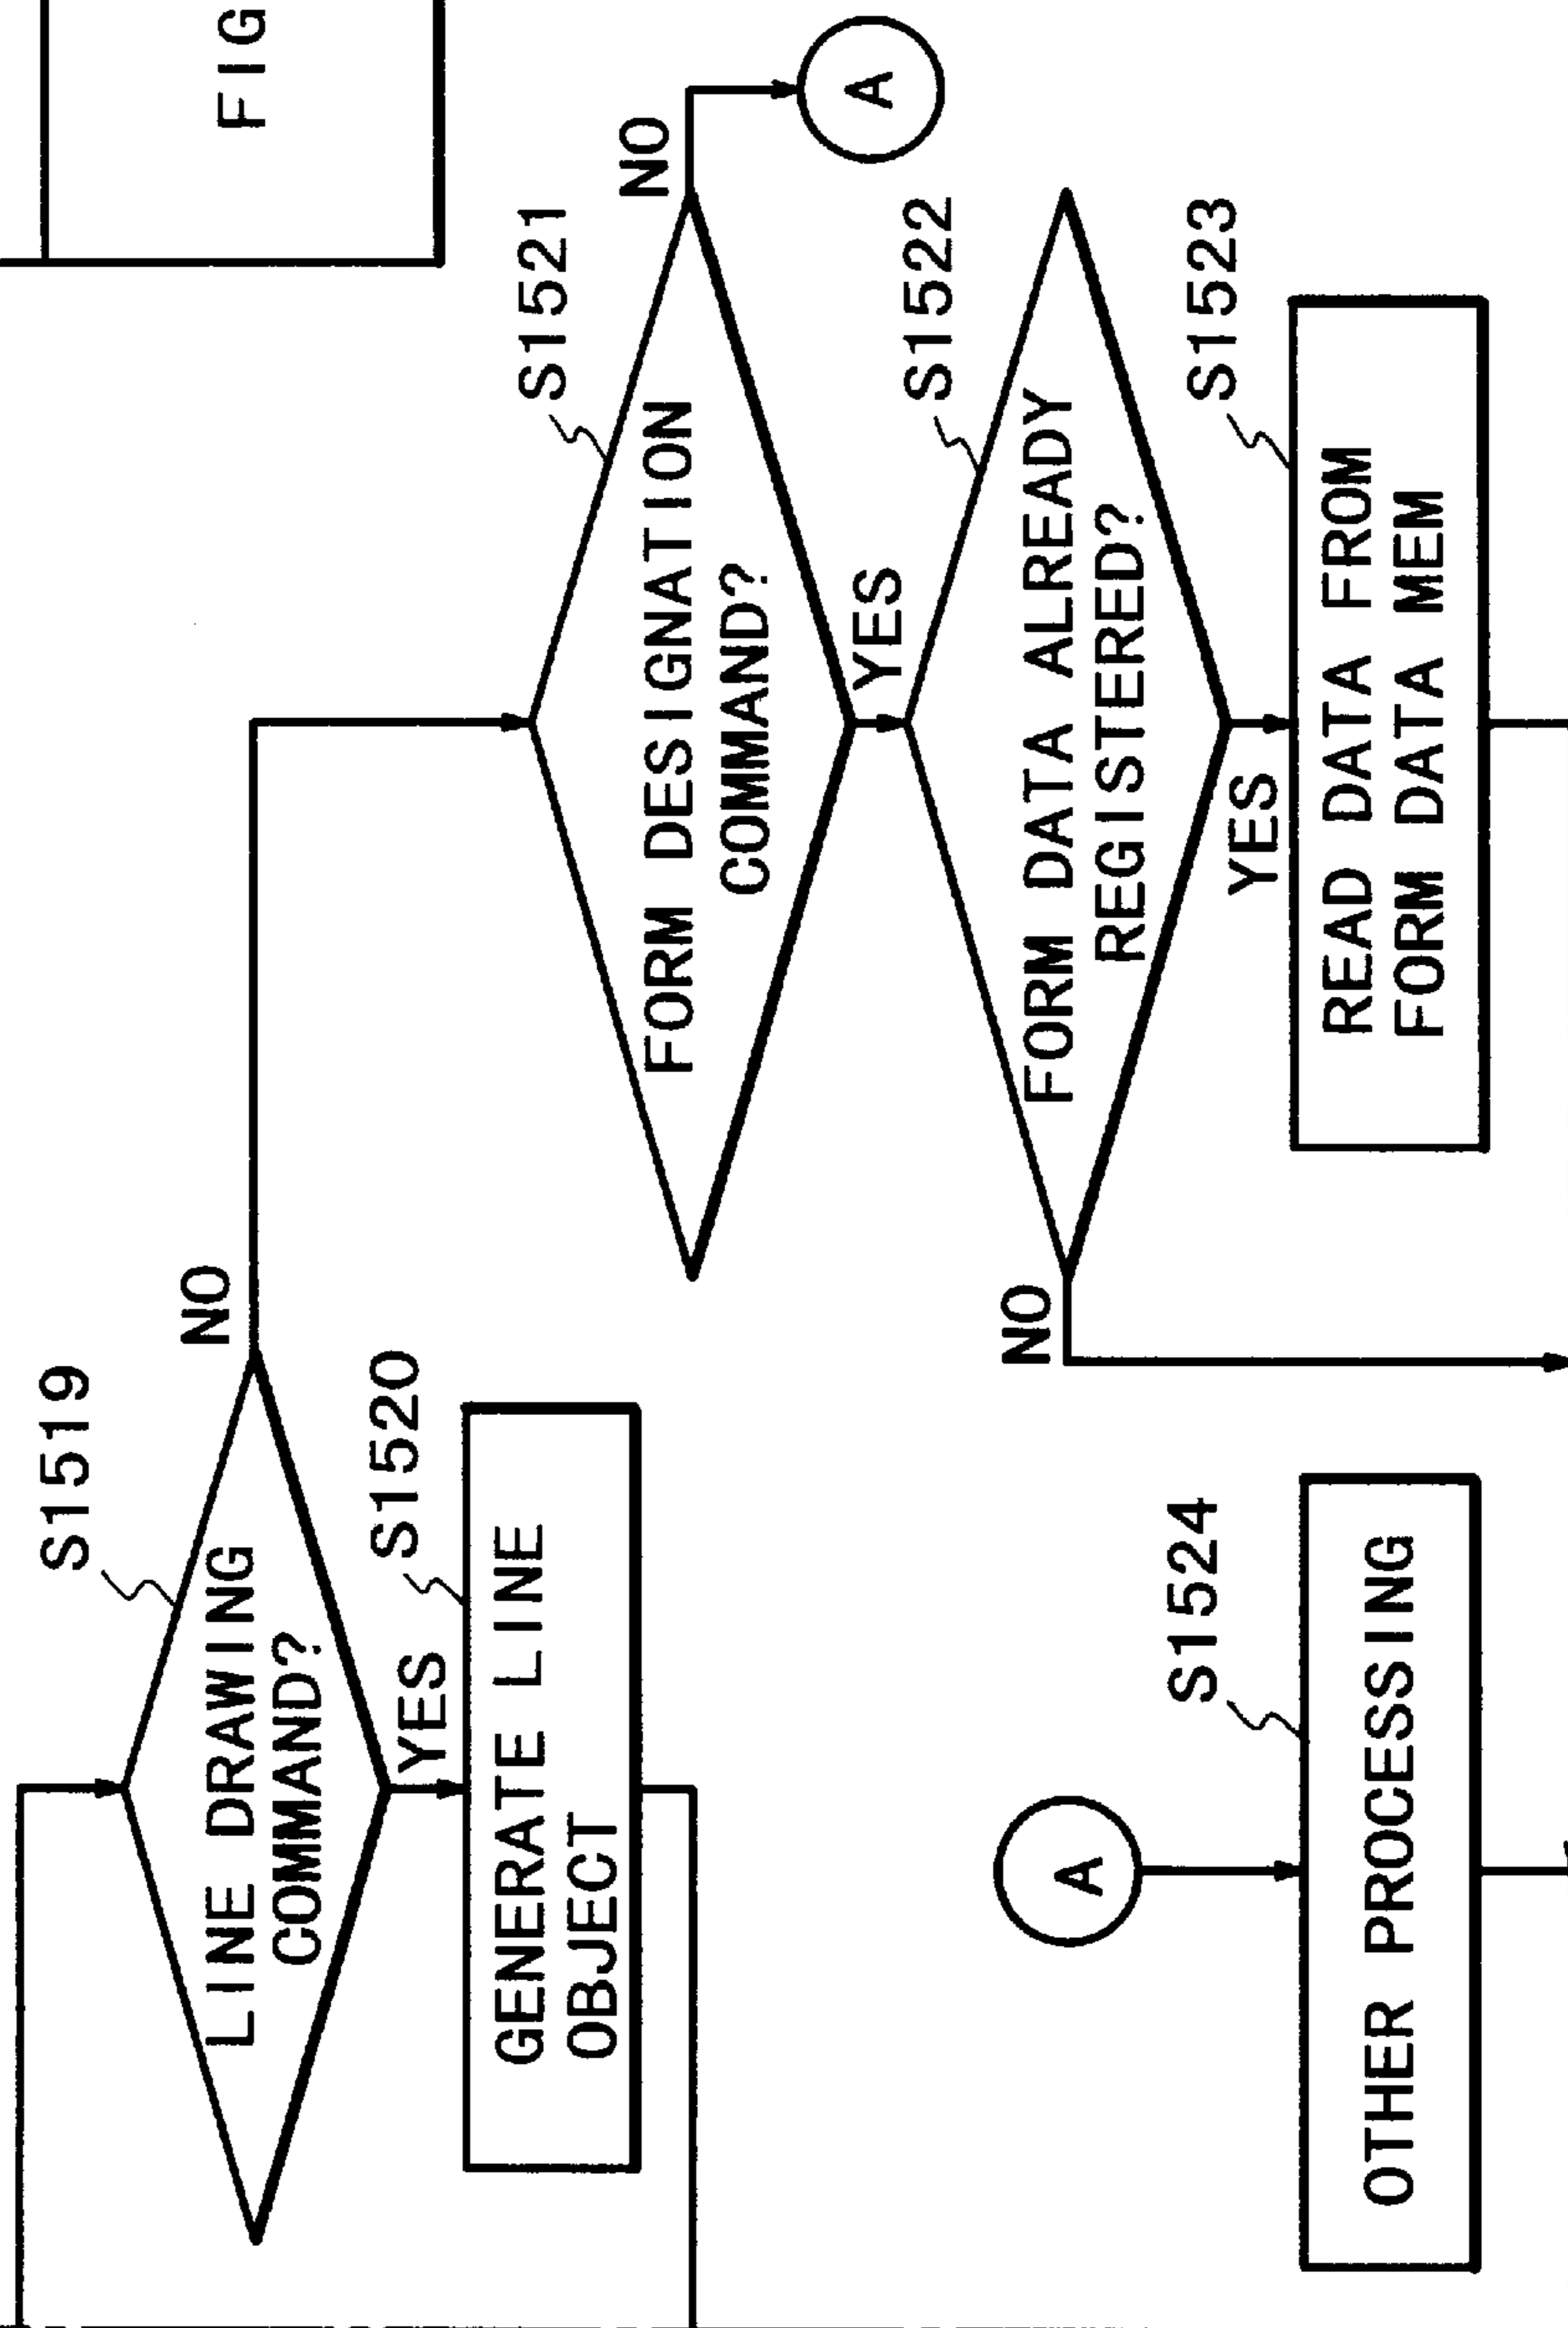 FIG
S1519
LINE DRAWING
COMMAND?
NO
YES
S1520
GENERATE LINE
OBJECT
S1521
FORM DESIGNATION
COMMAND?
NO
A
YES
S1522
FORM DATA ALREADY
REGISTERED?
NO
YES
S1523
READ DATA FROM
FORM DATA MEM
A
S1524
OTHER PROCESSING